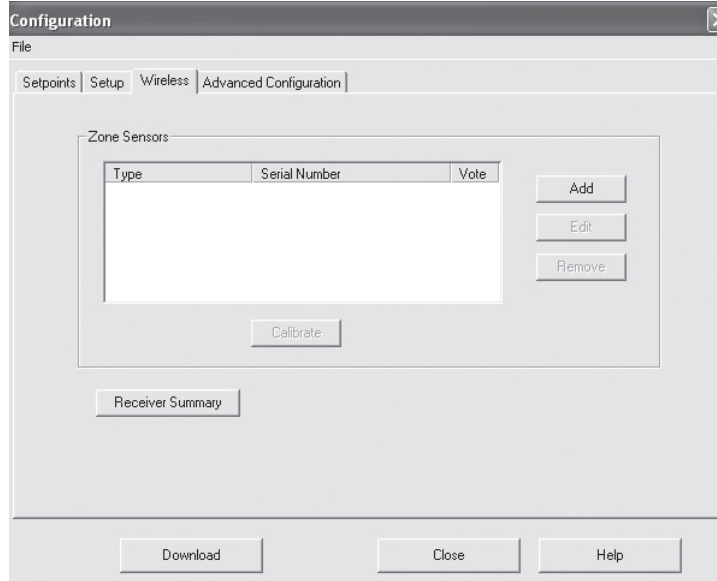 Configuration
File
Setpoints Setup Wireless Advanced Configuration
Zone Sensors
Type Serial Number Vote
Add
Edit
Remove
Calibrate
Receiver Summary
Download Close Help